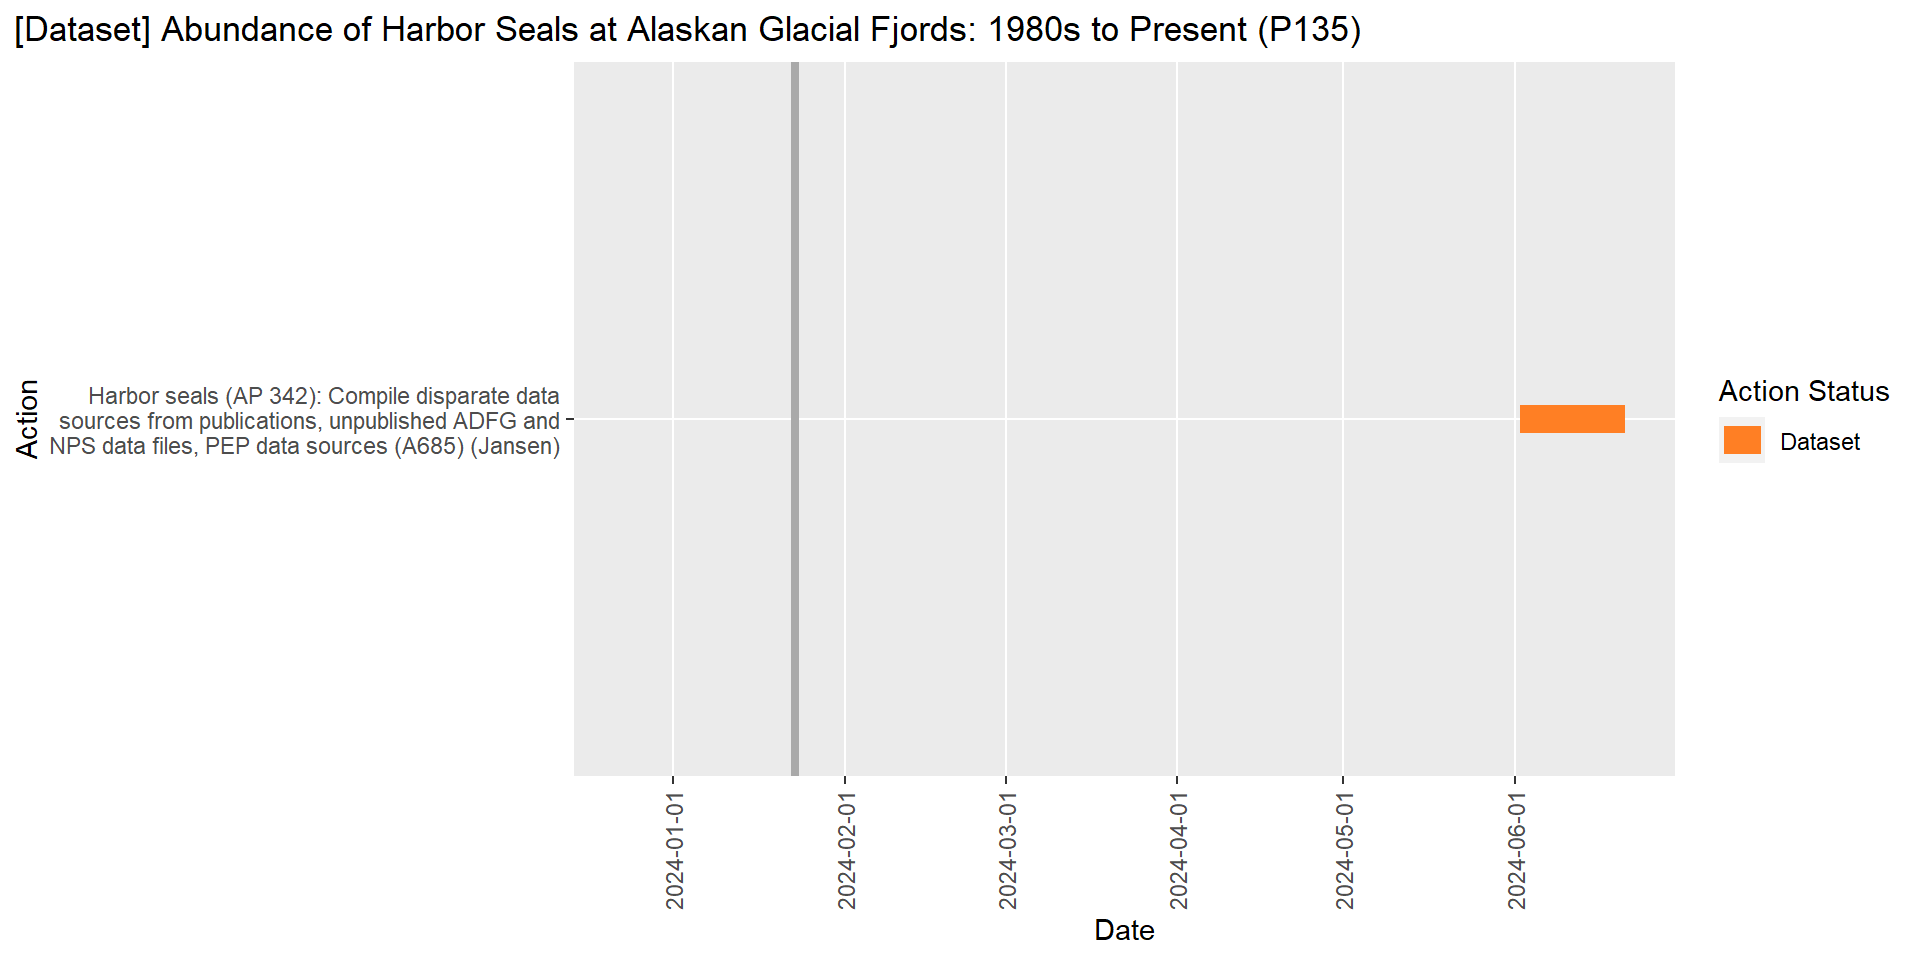 [Dataset] Abundance of Harbor Seals at Alaskan Glacial Fjords: 1980s to Present (P135)
Action
Harbor seals (AP 342): Compile disparate data
sources from publications, unpublished ADFG and
NPS data files, PEP data sources (A685) (Jansen)
Action Status
Dataset
2024-01-01
2024-02-01
2024-03-01
2024-04-01
2024-05-01
2024-06-01
Date